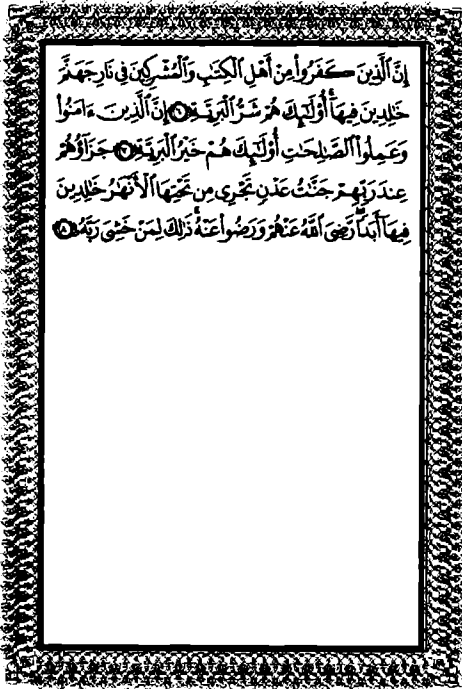 إِنَّ ٱلَّذِينَ كَفَرُوا۟ مِنْ أَهْلِ ٱلْكِتَٰبِ وَٱلْمُشْرِكِينَ فِى نَارِ جَهَنَّمَ
خَٰلِدِينَ فِيهَآ أُو۟لَٰٓئِكَ هُمْ شَرُّ ٱلْبَرِيَّةِ ۝٦ إِنَّ ٱلَّذِينَ ءَامَنُوا۟
وَعَمِلُوا۟ ٱلصَّٰلِحَٰتِ أُو۟لَٰٓئِكَ هُمْ خَيْرُ ٱلْبَرِيَّةِ ۝٧ جَزَآؤُهُمْ
عِندَ رَبِّهِمْ جَنَّٰتُ عَدْنٍ تَجْرِى مِن تَحْتِهَا ٱلْأَنْهَٰرُ خَٰلِدِينَ
فِيهَآ أَبَدًا رَّضِىَ ٱللَّهُ عَنْهُمْ وَرَضُوا۟ عَنْهُ ذَٰلِكَ لِمَنْ خَشِىَ رَبَّهُۥ ۝٨